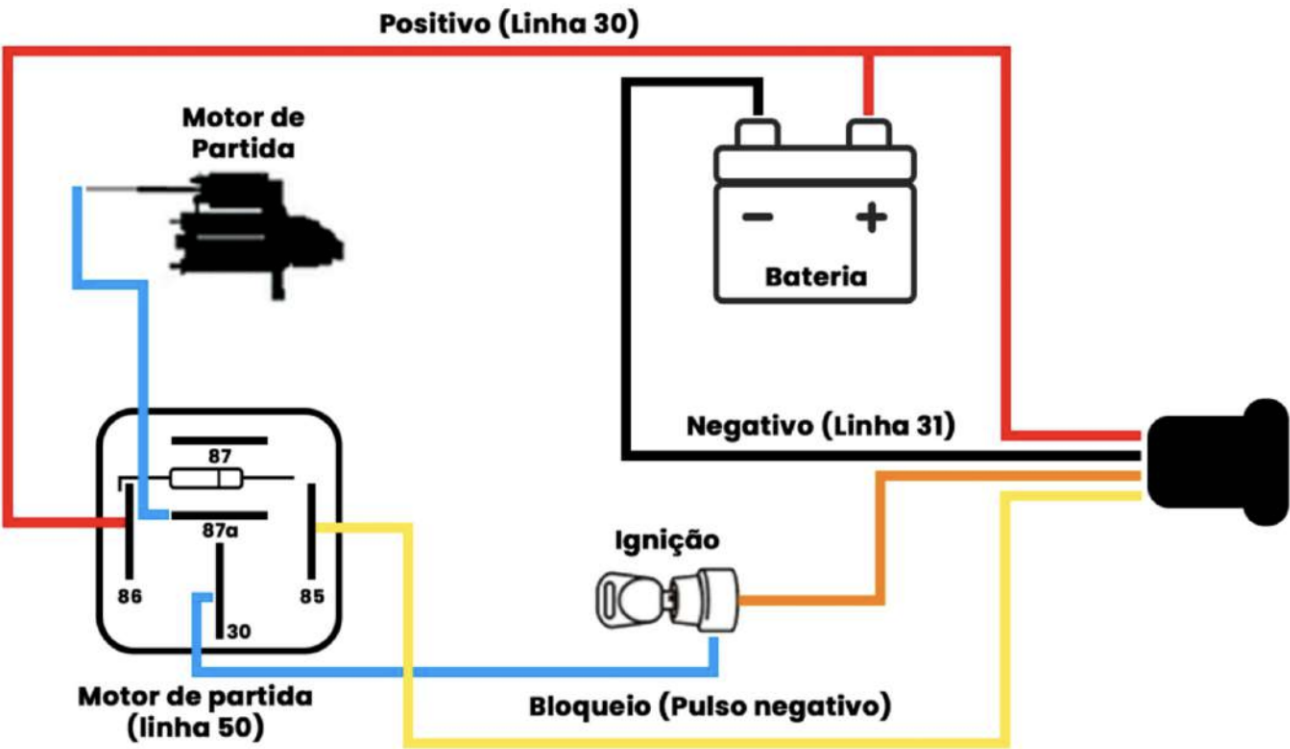 Positivo (Linha 30)
Motor de
Partida
− +
Bateria
Negativo (Linha 31)
87
87a
86
85
30
Ignição
Motor de partida
(linha 50)
Bloqueio (Pulso negativo)